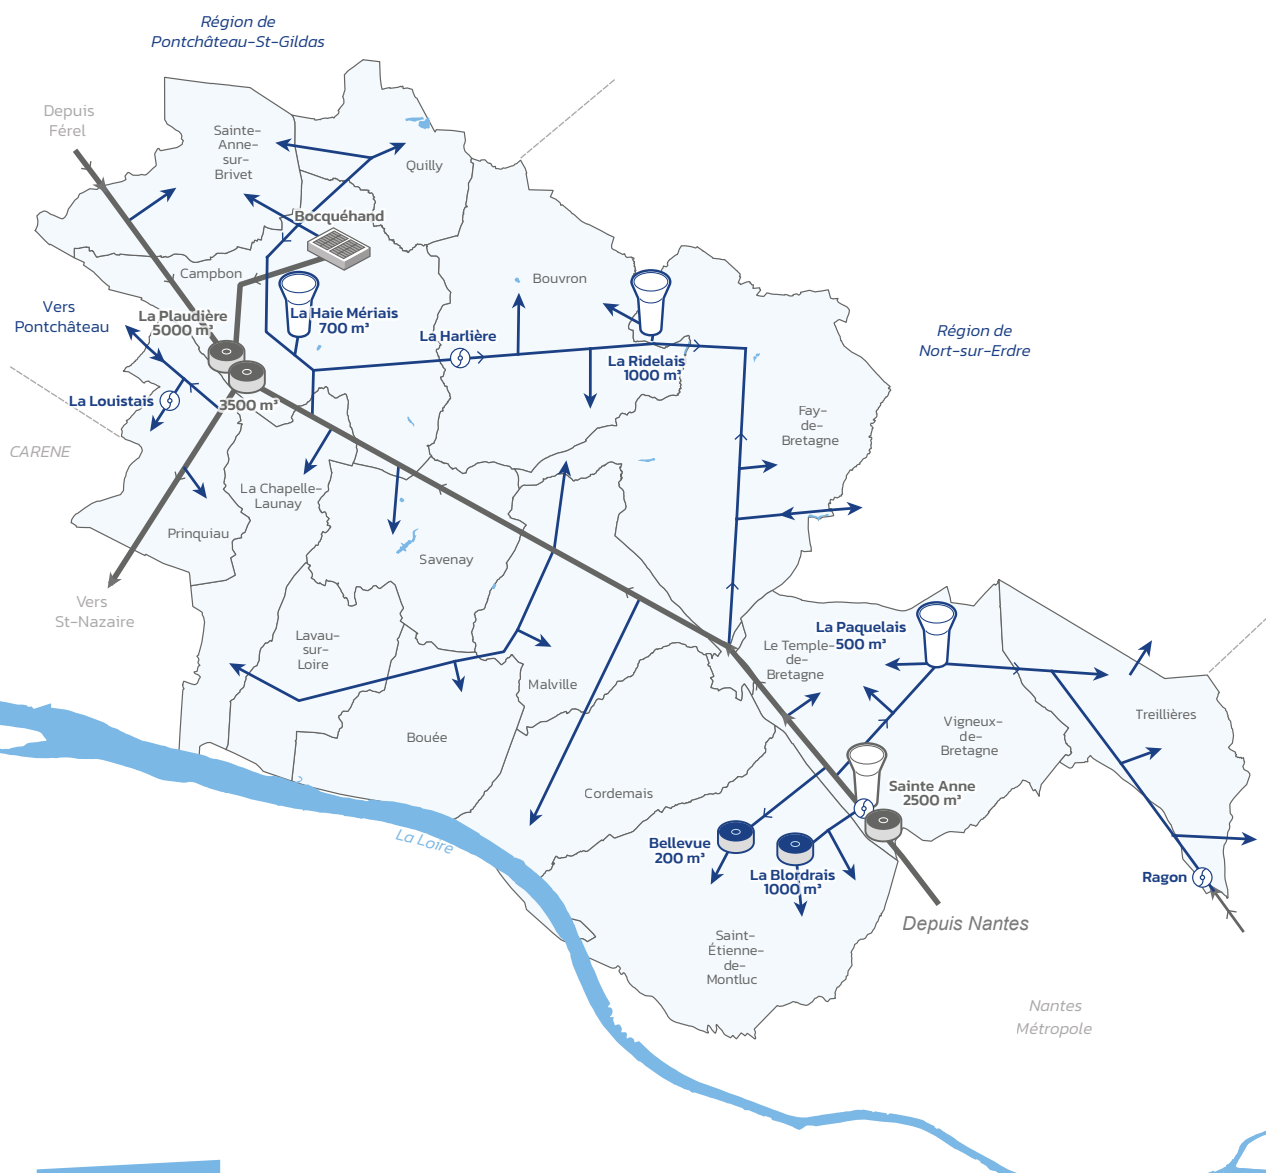 Région de
Pontchâteau-St-Gildas
Depuis
Férel
Sainte-
Anne-
sur-
Brivet
Quilly
Bocquéhand
Campbon
Bouvron
Vers
Pontchâteau
La Plaudière
5000 m³
La Haie Mériais
700 m³
La Harlière
La Ridelais
1000 m³
Région de
Nort-sur-Erdre
La Louistais
3500 m³
Fay-
de-
Bretagne
CARENE
La Chapelle-
Launay
Prinquiau
Savenay
Vers
St-Nazaire
Lavau-
sur-
Loire
Le Temple-
de-
Bretagne
La Paquelais
500 m³
Malville
Bouée
Vigneux-
de-
Bretagne
Treillières
Cordemais
Sainte Anne
2500 m³
La Loire
Bellevue
200 m³
La Blordrais
1000 m³
Ragon
Depuis Nantes
Saint-
Étienne-
de-
Montluc
Nantes
Métropole